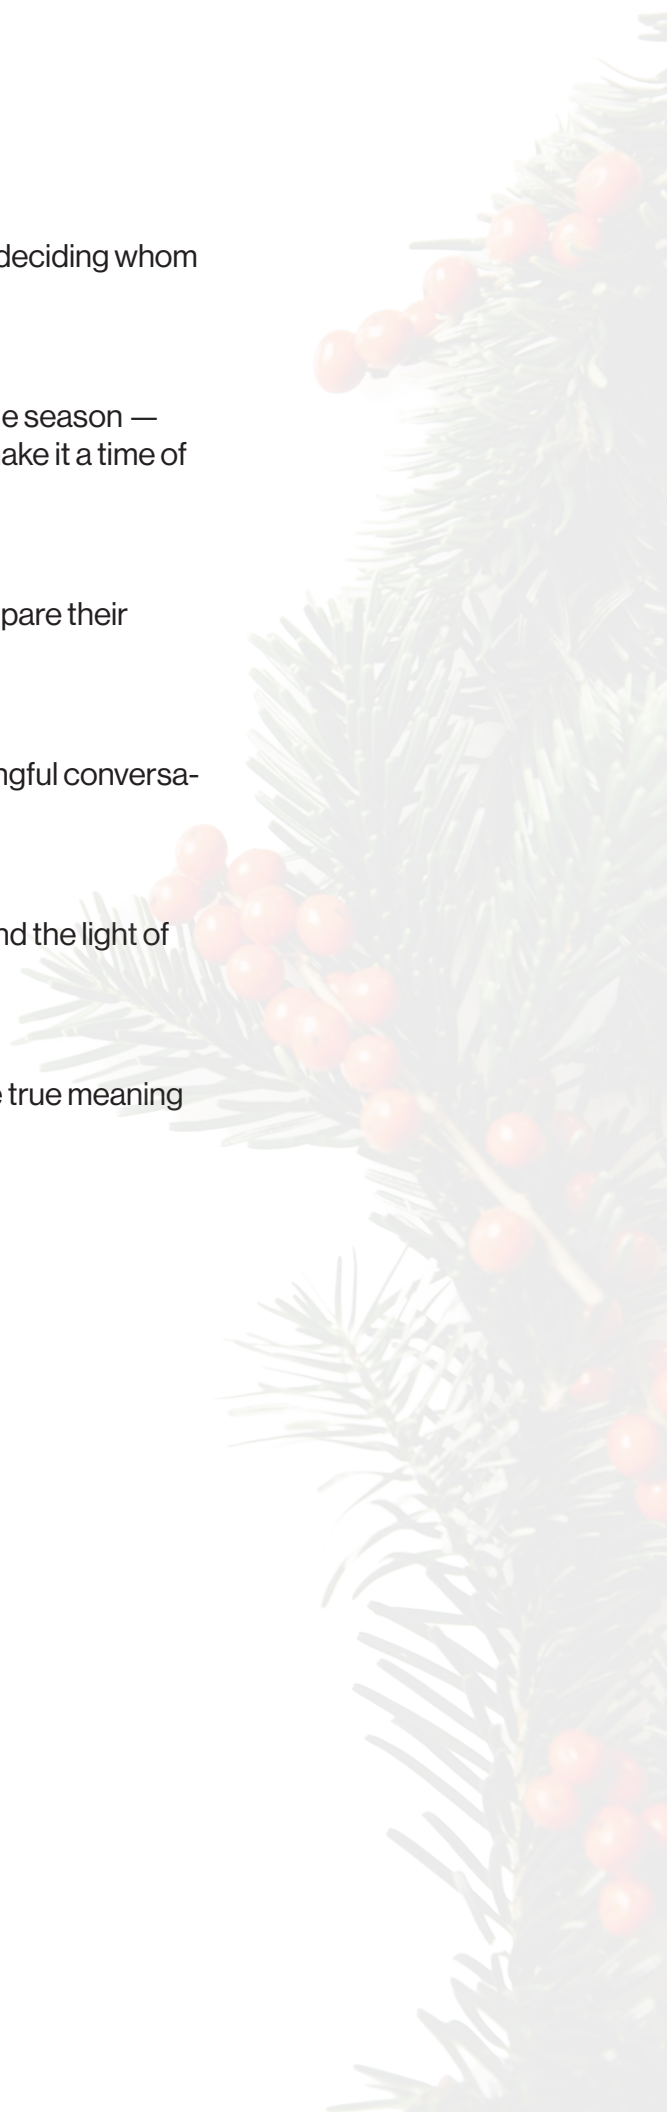 deciding whom
e season —
ake it a time of
pare their
ngful conversa-
nd the light of
e true meaning